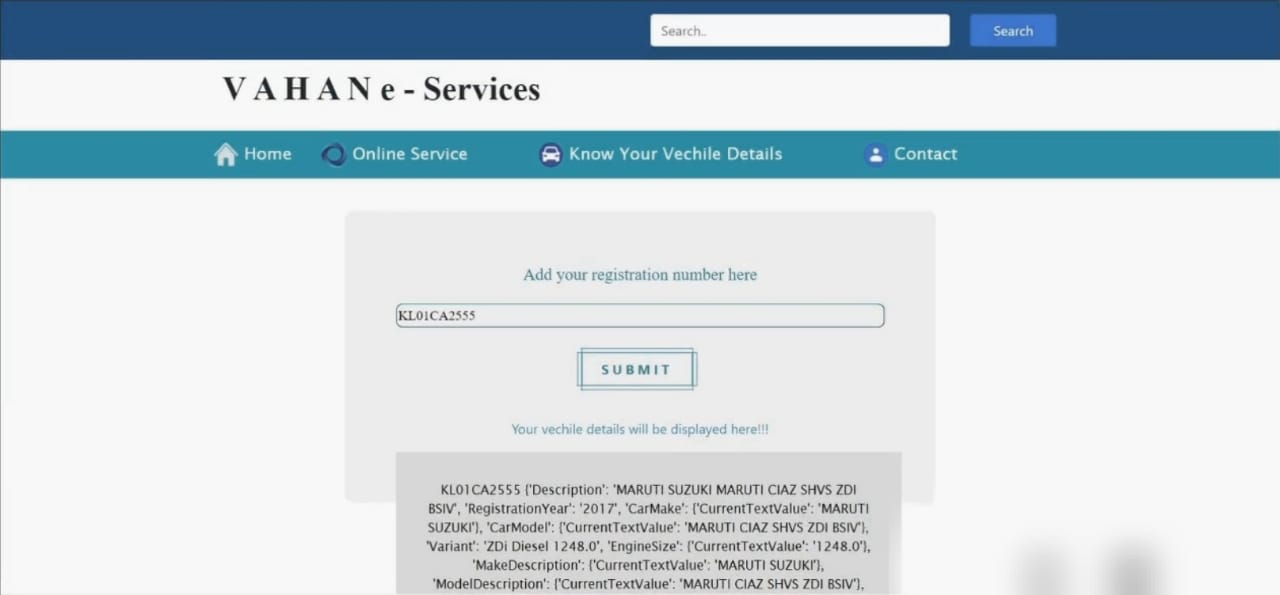 Search..
Search
V A H A N e - Services
Home
Online Service
Know Your Vechile Details
Contact
Add your registration number here
KL01CA2555
SUBMIT
Your vechile details will be displayed here!!!
KL01CA2555 {'Description': 'MARUTI SUZUKI MARUTI CIAZ SHVS ZDI
BSIV', 'RegistrationYear': '2017', 'CarMake': {'CurrentTextValue': 'MARUTI
SUZUKI'}, 'CarModel': {'CurrentTextValue': 'MARUTI CIAZ SHVS ZDI BSIV'},
'Variant': 'ZDi Diesel 1248.0', 'EngineSize': {'CurrentTextValue': '1248.0'},
'MakeDescription': {'CurrentTextValue': 'MARUTI SUZUKI'},
'ModelDescription': {'CurrentTextValue': 'MARUTI CIAZ SHVS ZDI BSIV'},